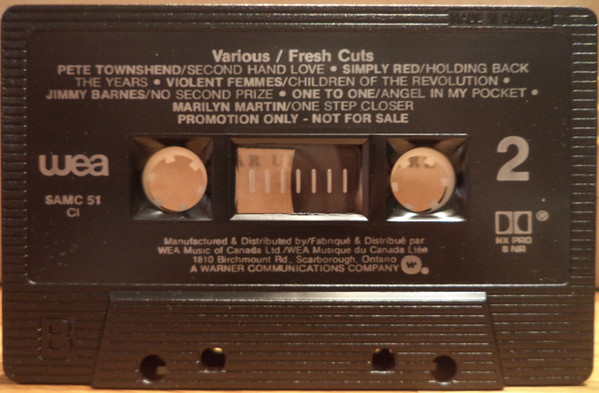 MADE IN CANADA
Various / Fresh Cuts
PETE TOWNSHEND/SECOND HAND LOVE • SIMPLY RED/HOLDING BACK
THE YEARS • VIOLENT FEMMES/CHILDREN OF THE REVOLUTION •
JIMMY BARNES/NO SECOND PRIZE • ONE TO ONE/ANGEL IN MY POCKET •
MARILYN MARTIN/ONE STEP CLOSER
PROMOTION ONLY - NOT FOR SALE
wea
SAMC 51
CI
2
HX PRO
B NR
®
Manufactured & Distributed by/Fabriqué & Distribué par
WEA Music of Canada Ltd./WEA Musique du Canada Ltée
1810 Birchmount Rd., Scarborough, Ontario
A WARNER COMMUNICATIONS COMPANY
B